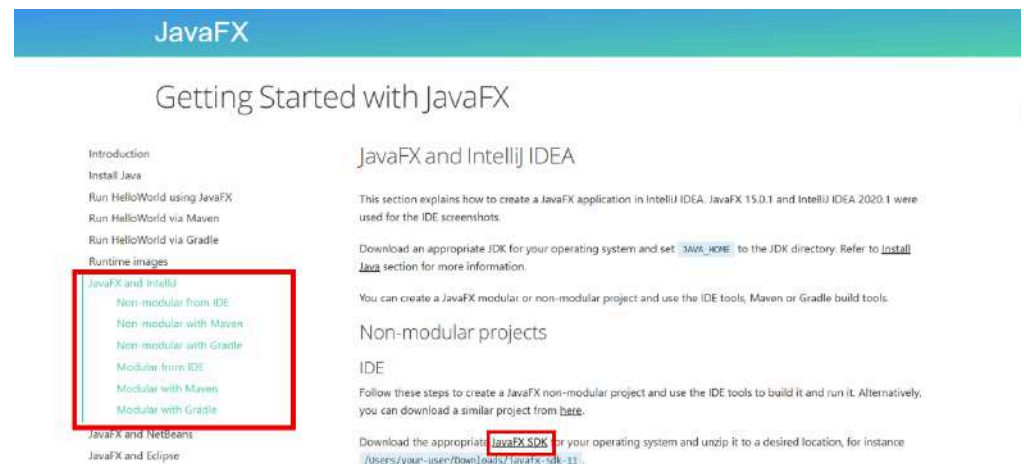 JavaFX
Getting Started with JavaFX
Introduction
Install Java
Run HelloWorld using JavaFX
Run HelloWorld via Maven
Run HelloWorld via Gradle
Runtime images
JavaFX and IntelliJ
Non-modular from IDE
Non-modular with Maven
Non-modular with Gradle
Modular from IDE
Modular with Maven
Modular with Gradle
JavaFX and NetBeans
JavaFX and Eclipse
JavaFX and IntelliJ IDEA
This section explains how to create a JavaFX application in IntelliJ IDEA. JavaFX 15.0.1 and IntelliJ IDEA 2020.1 were
used for the IDE screenshots.
Download an appropriate JDK for your operating system and set JAVA_HOME to the JDK directory. Refer to Install
Java section for more information.
You can create a JavaFX modular or non-modular project and use the IDE tools, Maven or Gradle build tools.
Non-modular projects
IDE
Follow these steps to create a JavaFX non-modular project and use the IDE tools to build it and run it. Alternatively,
you can download a similar project from here.
Download the appropriate JavaFX SDK for your operating system and unzip it to a desired location, for instance
/Users/your-user/Downloads/javafx-sdk-11 .